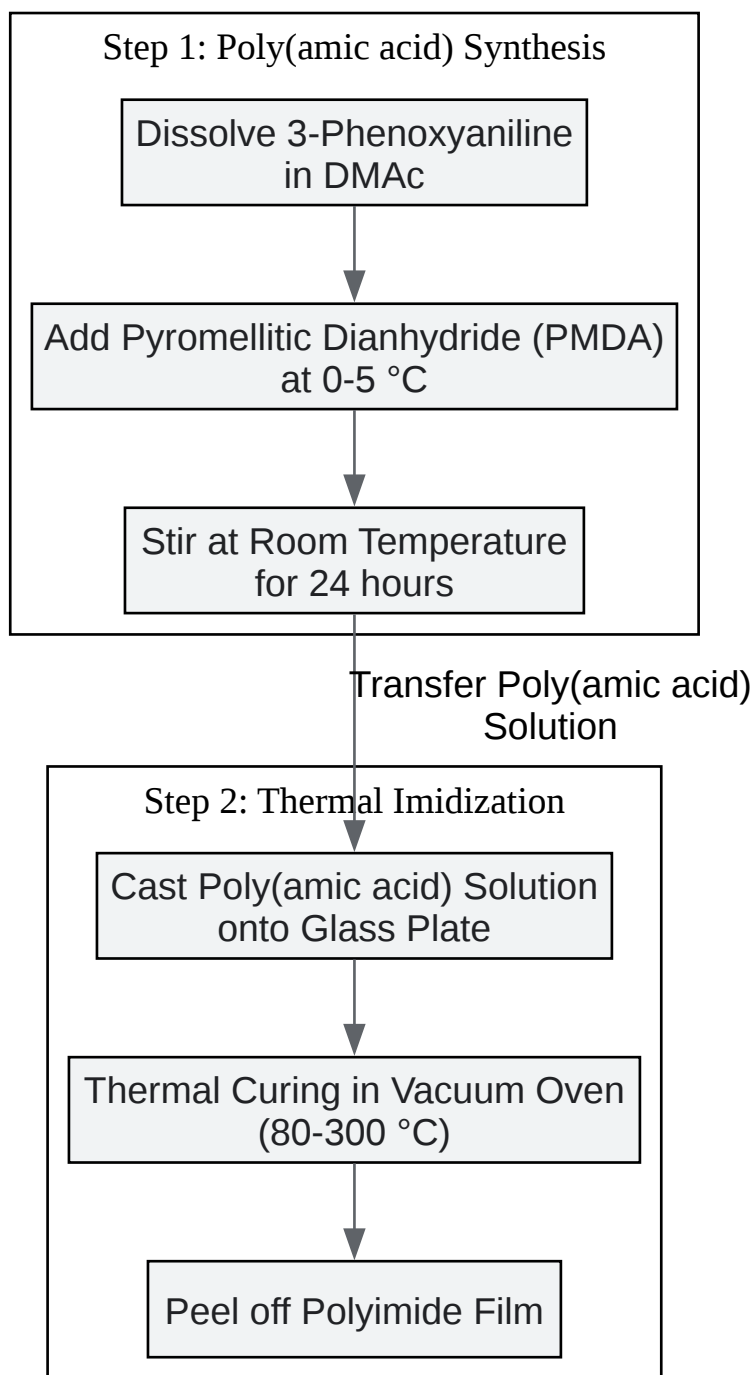 Step 1: Poly(amic acid) Synthesis
Dissolve 3-Phenoxyaniline
in DMAc
Add Pyromellitic Dianhydride (PMDA)
at 0-5 °C
Stir at Room Temperature
for 24 hours
Transfer Poly(amic acid)
Solution
Step 2: Thermal Imidization
Cast Poly(amic acid) Solution
onto Glass Plate
Thermal Curing in Vacuum Oven
(80-300 °C)
Peel off Polyimide Film